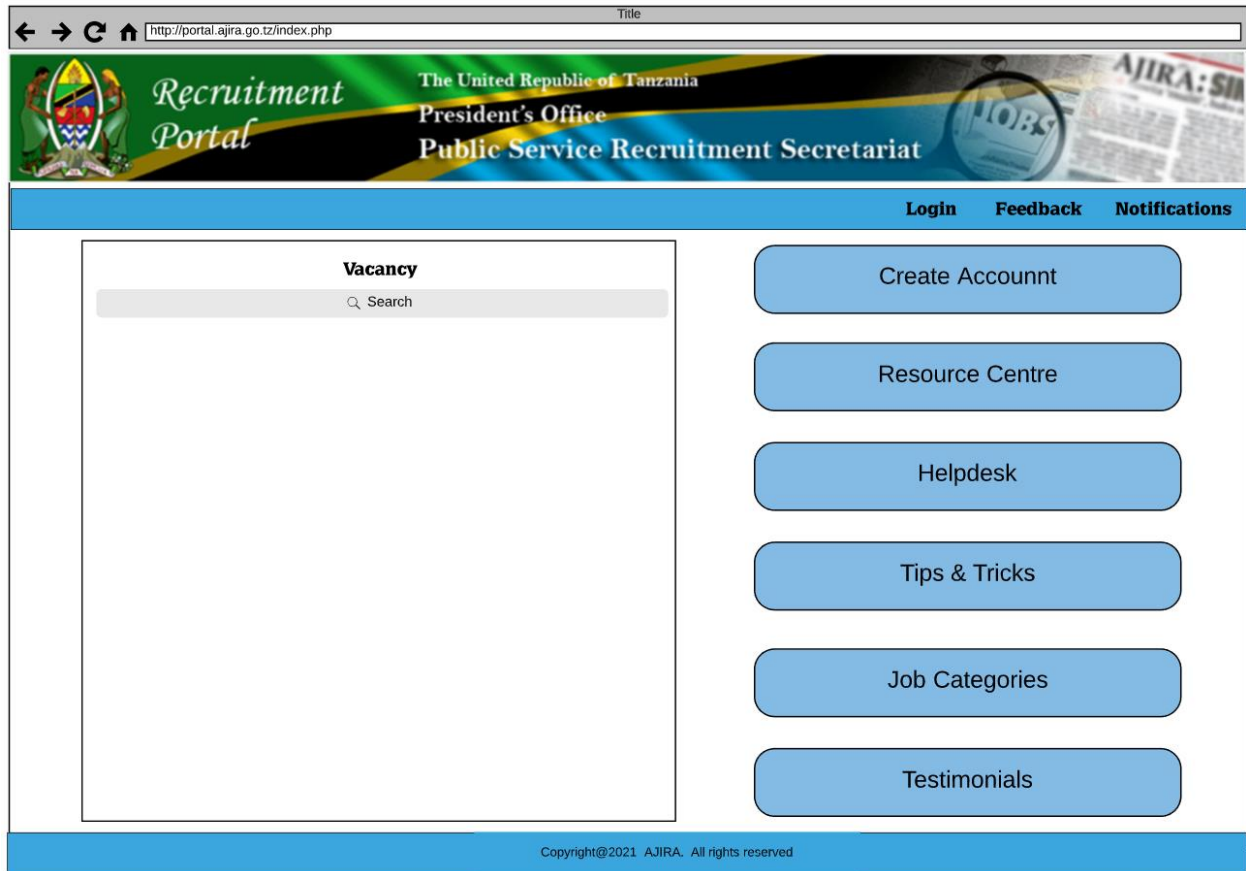 Title
http://portal.ajira.go.tz/index.php
Recruitment
Portal
The United Republic of Tanzania
President's Office
Public Service Recruitment Secretariat
JOBS
AJIRA: SIN
Login Feedback Notifications
Vacancy
Search
Create Accounnt
Resource Centre
Helpdesk
Tips & Tricks
Job Categories
Testimonials
Copyright@2021 AJIRA. All rights reserved